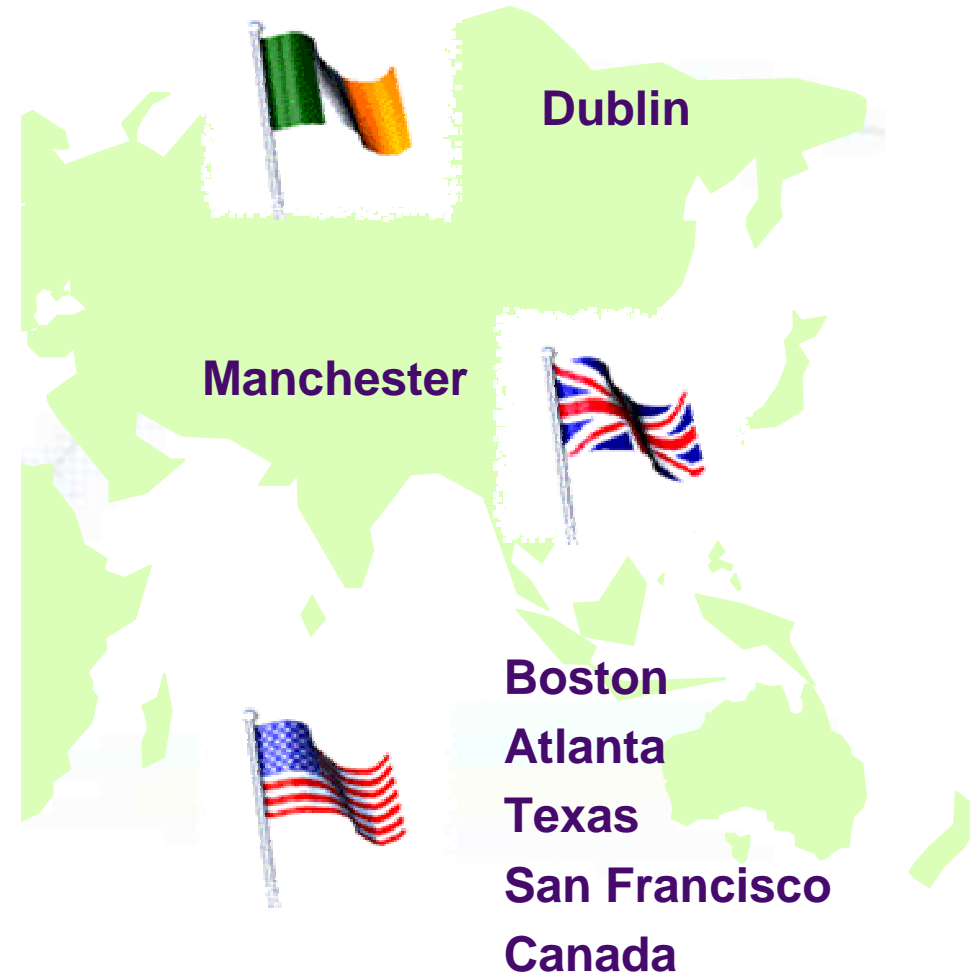 Dublin
Manchester
Boston
Atlanta
Texas
San Francisco
Canada